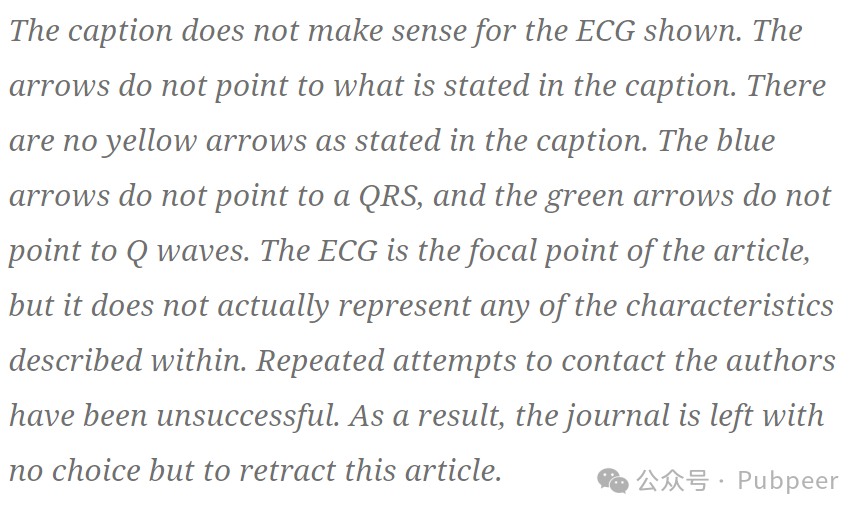 The caption does not make sense for the ECG shown. The
arrows do not point to what is stated in the caption. There
are no yellow arrows as stated in the caption. The blue
arrows do not point to a QRS, and the green arrows do not
point to Q waves. The ECG is the focal point of the article,
but it does not actually represent any of the characteristics
described within. Repeated attempts to contact the authors
have been unsuccessful. As a result, the journal is left with
no choice but to retract this article.
公众号 · Pubpeer